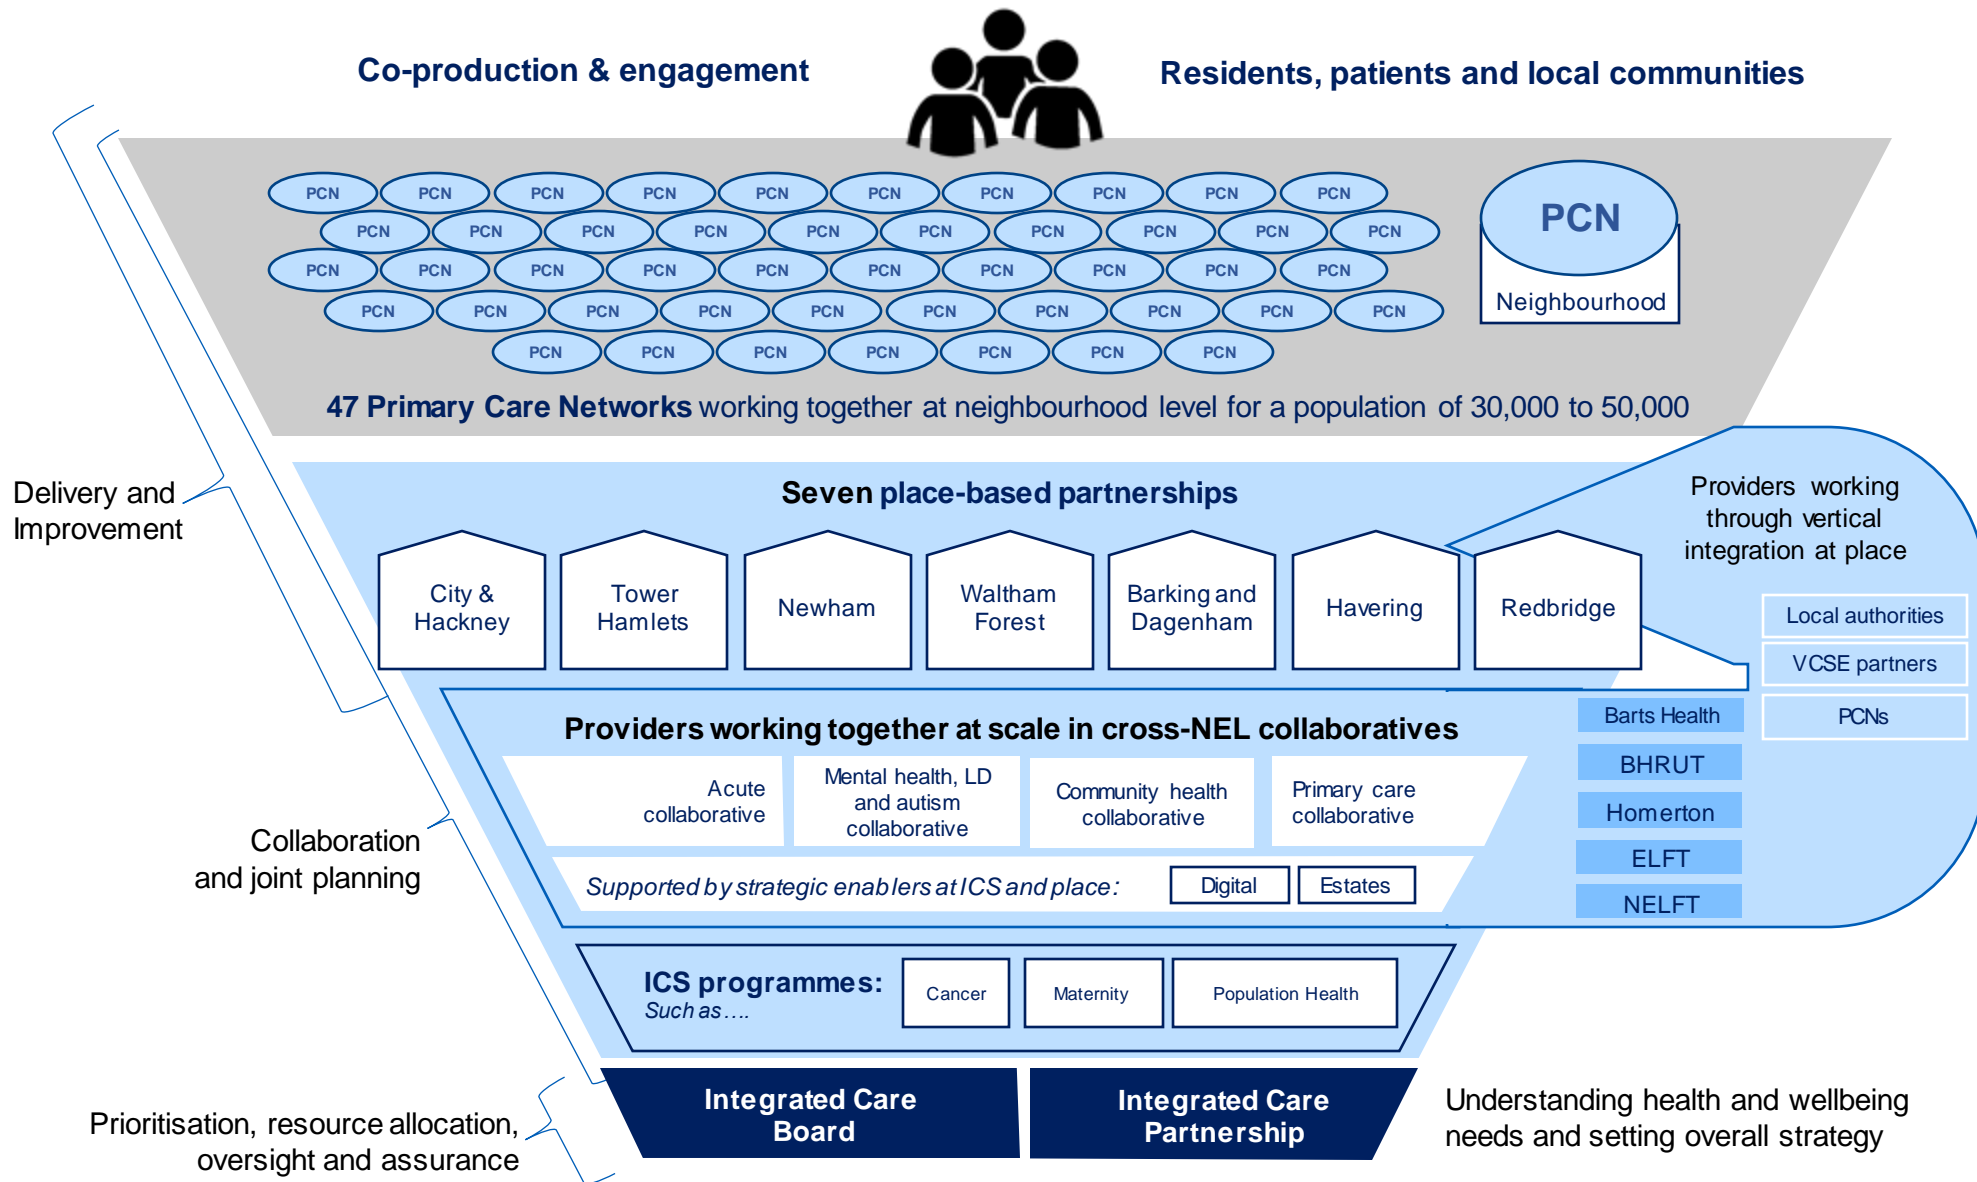 Co-production & engagement
Residents, patients and local communities
PCN PCN PCN PCN PCN PCN PCN PCN PCN PCN
PCN PCN PCN PCN PCN PCN PCN PCN PCN PCN
PCN PCN PCN PCN PCN PCN PCN PCN PCN PCN
PCN PCN PCN PCN PCN PCN PCN PCN PCN PCN
PCN PCN PCN PCN PCN PCN PCN
PCN
Neighbourhood
47 Primary Care Networks working together at neighbourhood level for a population of 30,000 to 50,000
Delivery and
Improvement
Seven place-based partnerships
City &
Hackney
Tower
Hamlets
Newham
Waltham
Forest
Barking and
Dagenham
Havering
Redbridge
Providers working
through vertical
integration at place
Local authorities
VCSE partners
PCNs
Barts Health
BHRUT
Homerton
ELFT
NELFT
Providers working together at scale in cross-NEL collaboratives
Acute
collaborative
Mental health, LD
and autism
collaborative
Community health
collaborative
Primary care
collaborative
Supported by strategic enablers at ICS and place:
Digital
Estates
Collaboration
and joint planning
ICS programmes:
Such as….
Cancer
Maternity
Population Health
Integrated Care
Board
Integrated Care
Partnership
Prioritisation, resource allocation,
oversight and assurance
Understanding health and wellbeing
needs and setting overall strategy